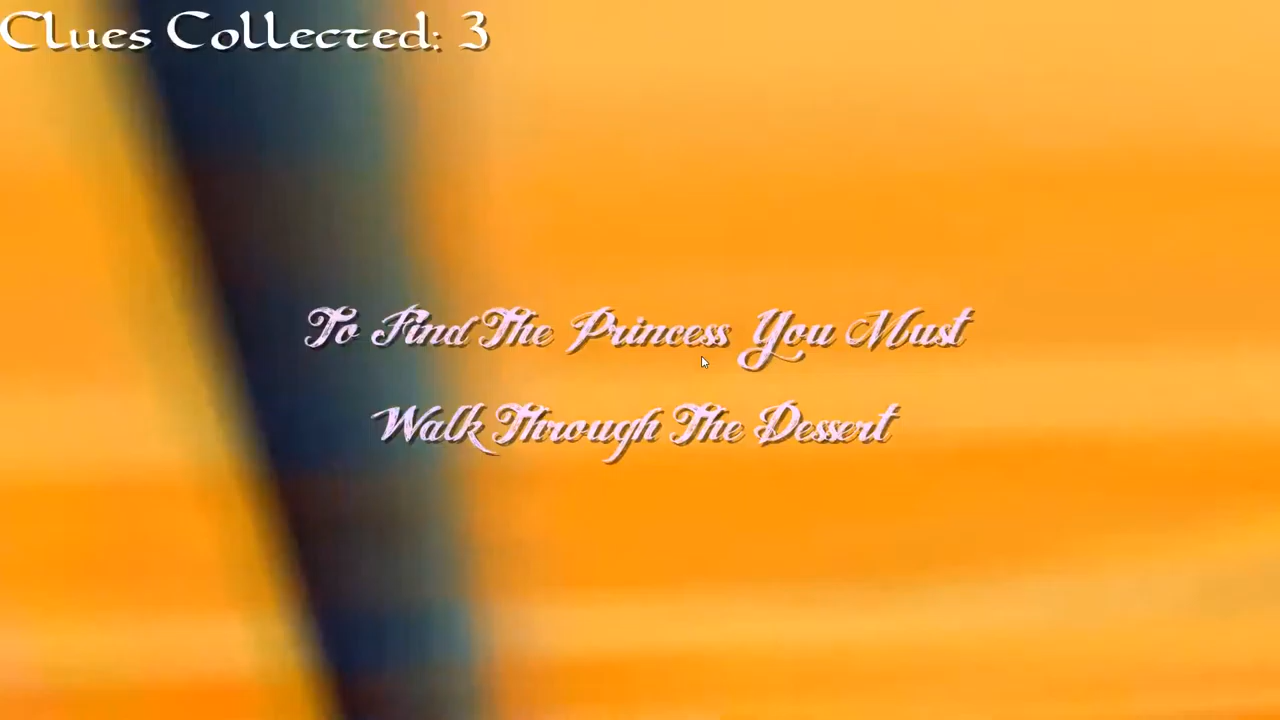 Clues Collected: 3
To Find The Princess You Must
Walk Through The Dessert